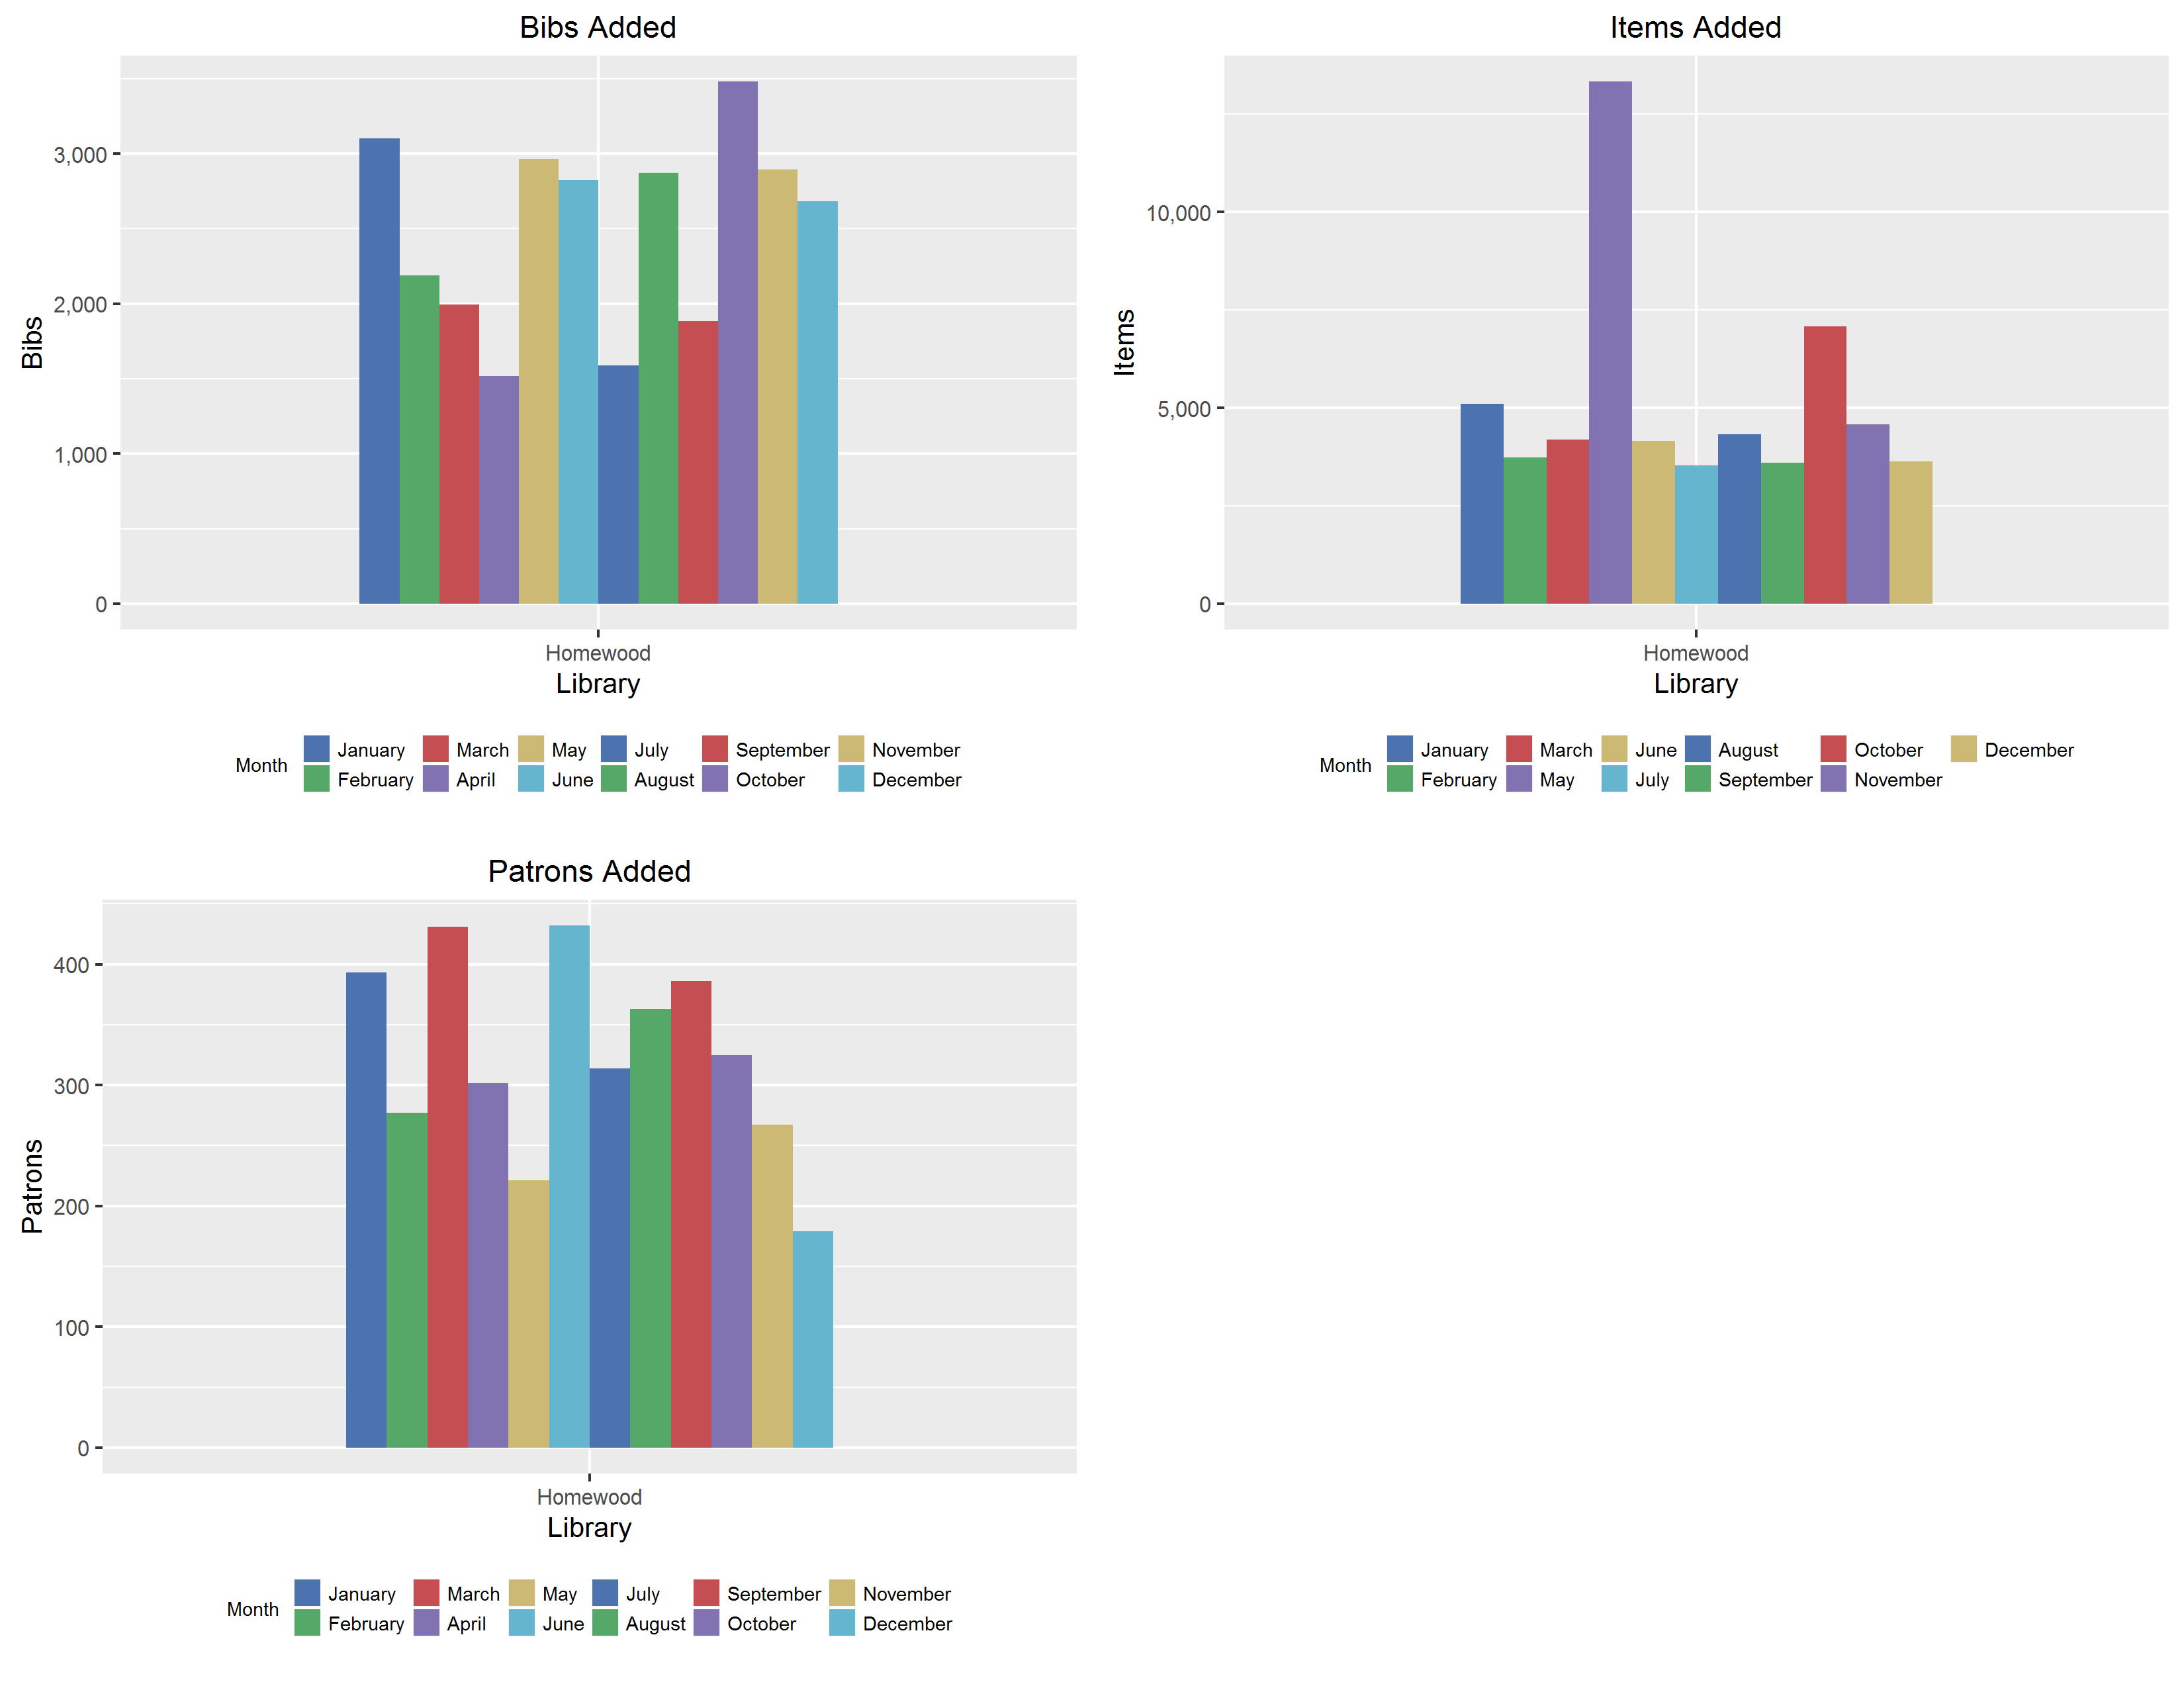 Bibs Added
3,000
2,000
1,000
0
Bibs
Homewood
Library
Month
January March May July September November
February April June August October December
Items Added
10,000
5,000
0
Items
Homewood
Library
Month
January March June August October December
February May July September November
Patrons Added
400
300
200
100
0
Patrons
Homewood
Library
Month
January March May July September November
February April June August October December